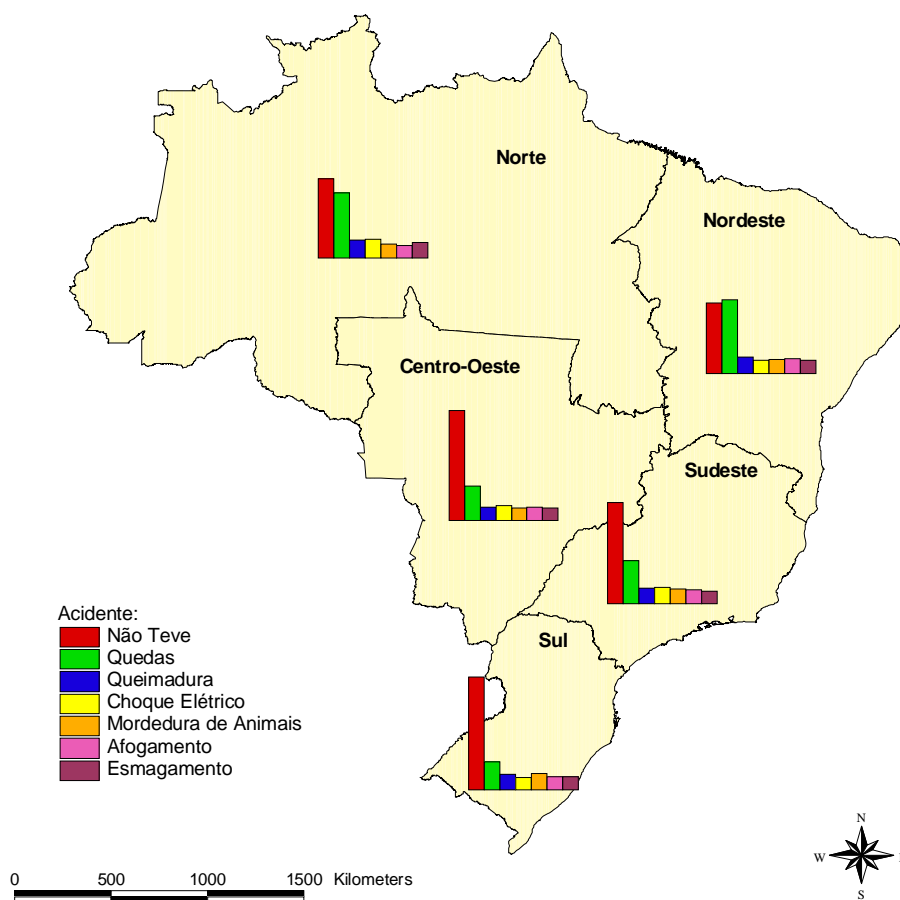 Norte
Nordeste
Centro-Oeste
Sudeste
Sul
Acidente:
Não Teve
Quedas
Queimadura
Choque Elétrico
Mordedura de Animais
Afogamento
Esmagamento
N
W
S
0 500 1000 1500 Kilometers